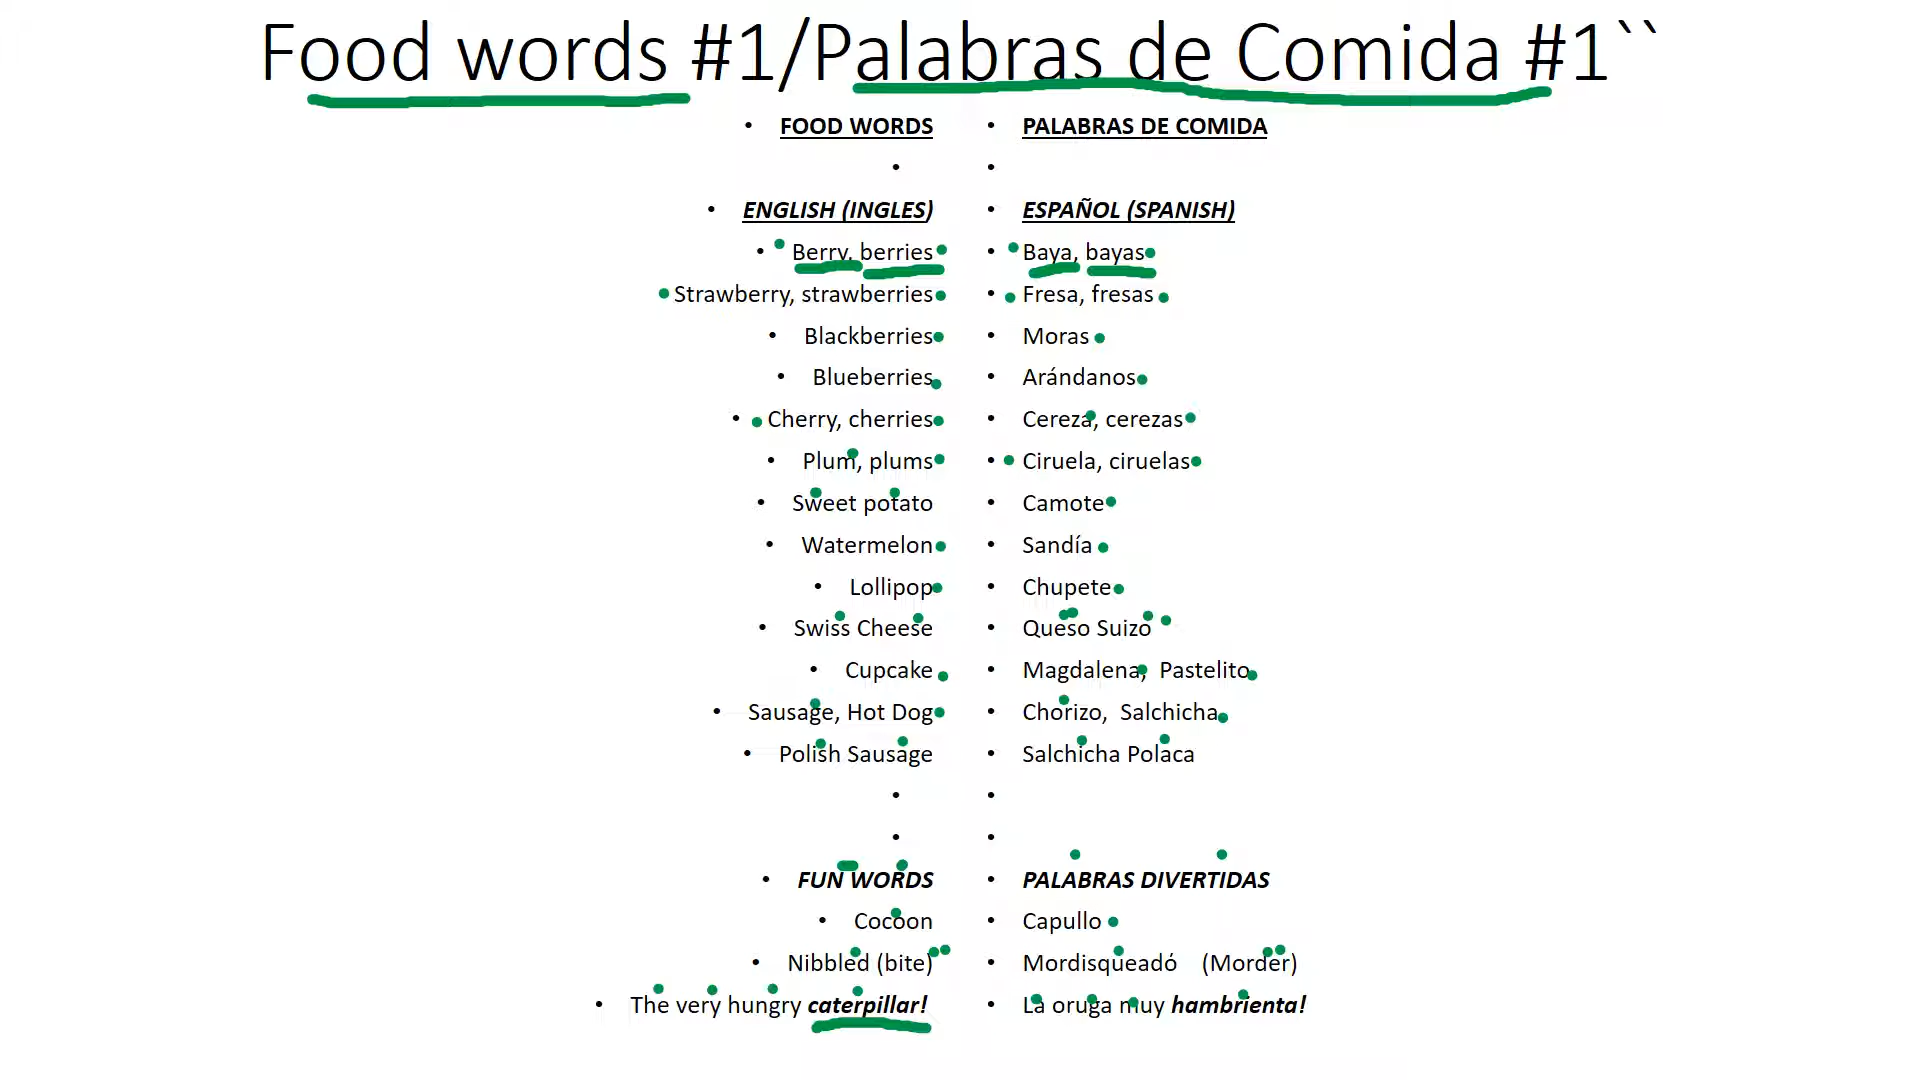 Food words #1/Palabras de Comida #1``
• FOOD WORDS
•
• ENGLISH (INGLES)
• Berry, berries
• Strawberry, strawberries
• Blackberries
• Blueberries
• Cherry, cherries
• Plum, plums
• Sweet potato
• Watermelon
• Lollipop
• Swiss Cheese
• Cupcake
• Sausage, Hot Dog
• Polish Sausage
•
•
• FUN WORDS
• Cocoon
• Nibbled (bite)
• The very hungry caterpillar!
• PALABRAS DE COMIDA
•
• ESPAÑOL (SPANISH)
• Baya, bayas
• Fresa, fresas
• Moras
• Arándanos
• Cereza, cerezas
• Ciruela, ciruelas
• Camote
• Sandía
• Chupete
• Queso Suizo
• Magdalena, Pastelito
• Chorizo, Salchicha
• Salchicha Polaca
•
•
• PALABRAS DIVERTIDAS
• Capullo
• Mordisqueadó (Morder)
• La oruga muy hambrienta!